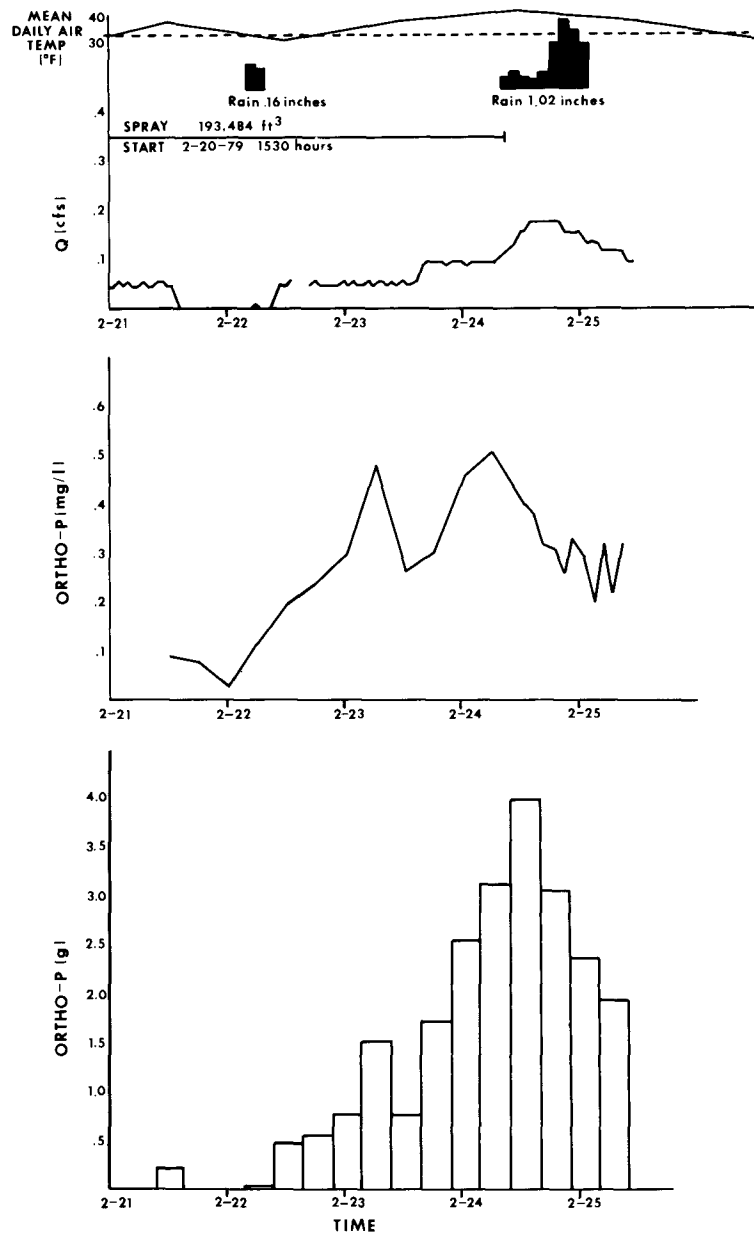 MEAN
DAILY AIR
TEMP
(°F)
40
30
Rain .16 inches
Rain 1.02 inches
.4
SPRAY 193,484 ft3
START 2-20-79 1530 hours
.3
.2
.1
Q (cfs)
2-21 2-22 2-23 2-24 2-25
.6
.5
.4
.3
.2
.1
ORTHO-P (mg/l)
2-21 2-22 2-23 2-24 2-25
4.0
3.5
3.0
2.5
2.0
1.5
1.0
.5
ORTHO-P (g)
2-21 2-22 2-23 2-24 2-25
TIME